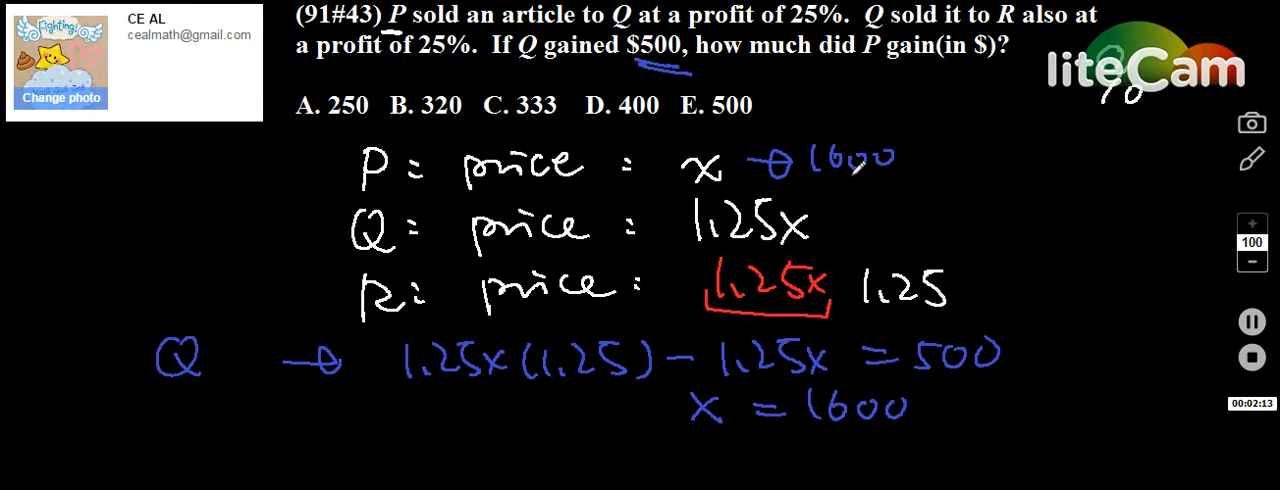 CE AL
cealmath@gmail.com
Fighting!
Change photo
(91#43) P sold an article to Q at a profit of 25%. Q sold it to R also at
a profit of 25%. If Q gained $500, how much did P gain(in $)?
A. 250 B. 320 C. 333 D. 400 E. 500
liteCam
P = price = x → 1600
Q = price = 1.25x
R = price = 1.25x 1.25
Q → 1.25x (1.25) - 1.25x = 500
x = 1600
100
00:02:13